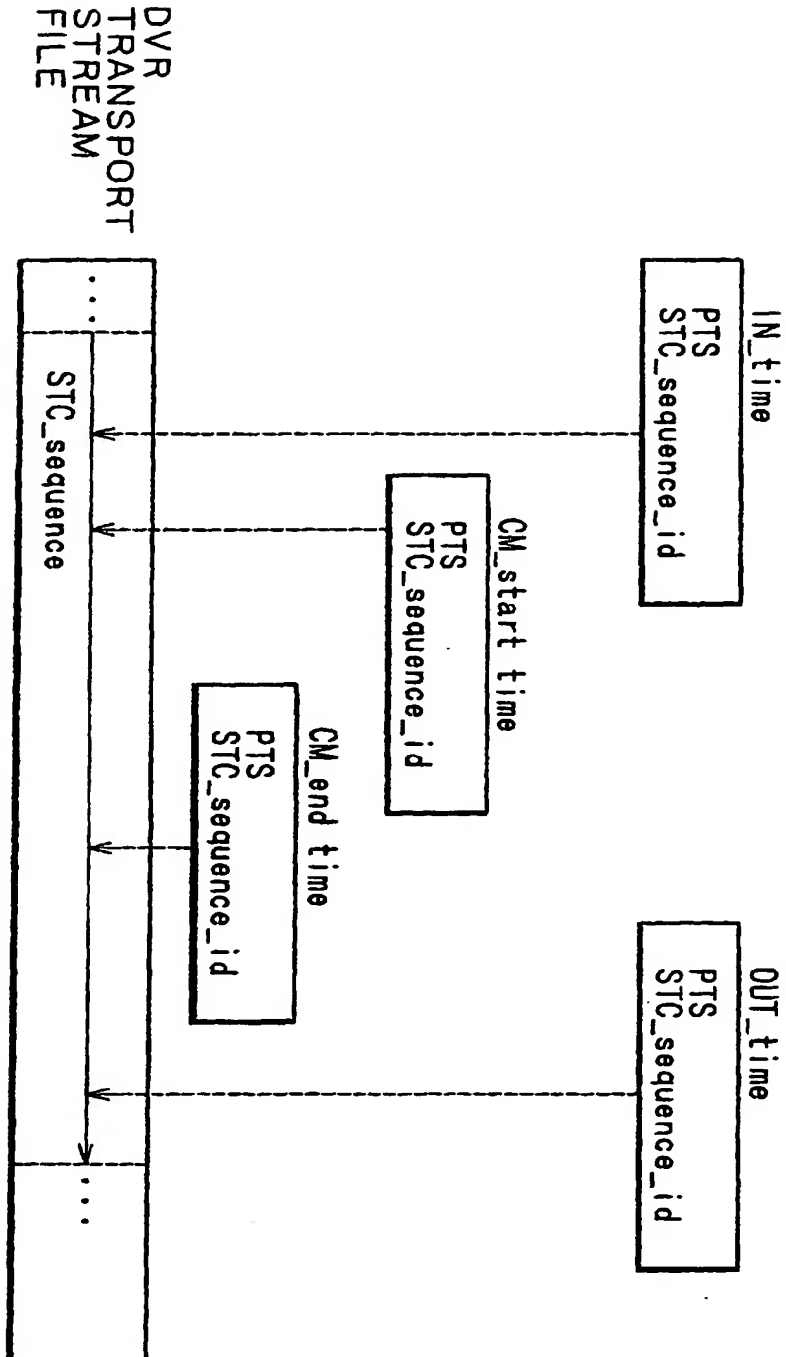 IN_time
PTS
STC_sequence_id
OUT_time
PTS
STC_sequence_id
CM_start time
PTS
STC_sequence_id
CM_end time
PTS
STC_sequence_id
DVR
TRANSPORT
STREAM
FILE
...
STC_sequence
...